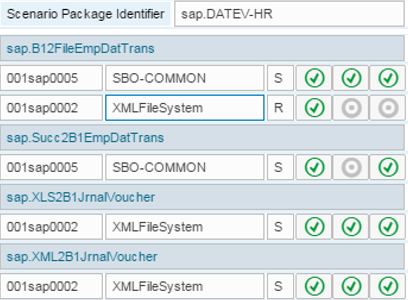 Scenario Package Identifier sap.DATEV-HR
sap.B12FileEmpDatTrans
001sap0005 SBO-COMMON S
001sap0002 XMLFileSystem R
sap.Succ2B1EmpDatTrans
001sap0005 SBO-COMMON S
sap.XLS2B1JrnalVoucher
001sap0002 XMLFileSystem S
sap.XML2B1JrnalVoucher
001sap0002 XMLFileSystem S